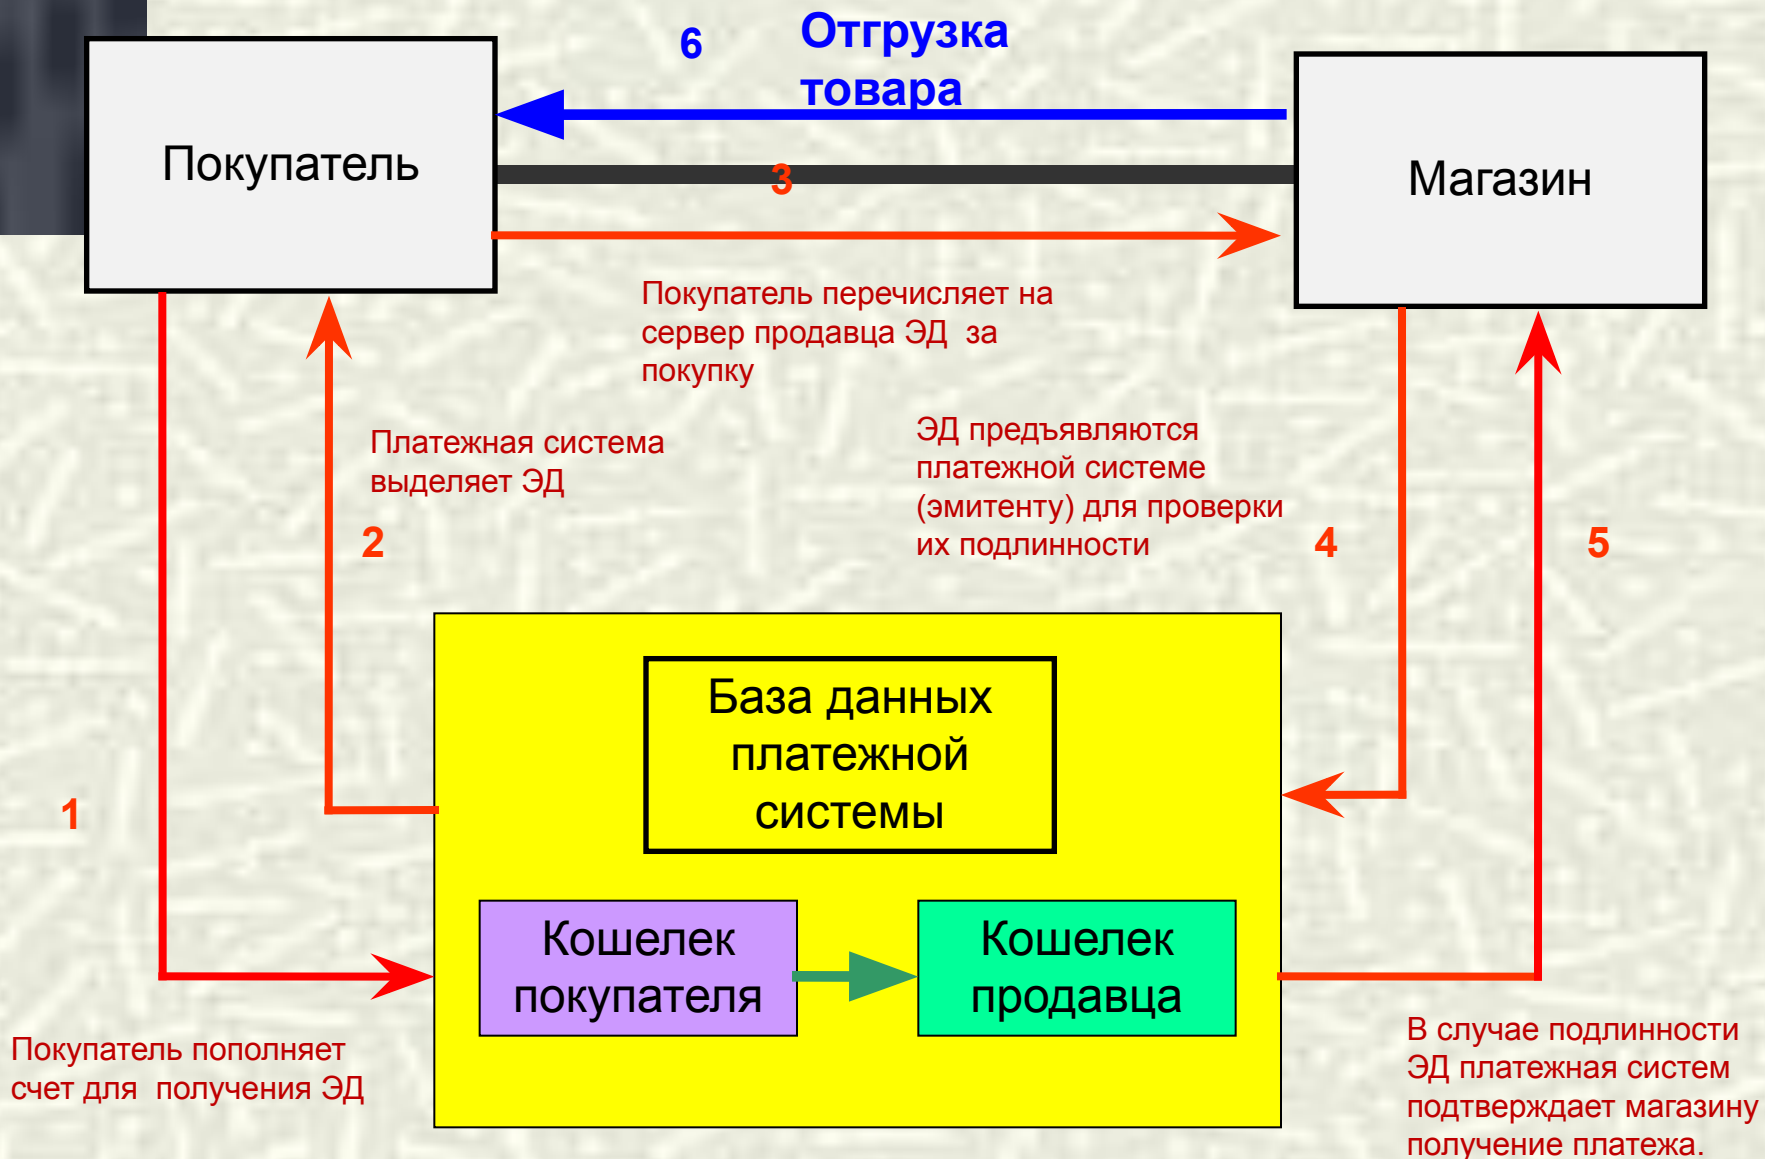 6
Отгрузка
товара
Покупатель
Магазин
3
Покупатель перечисляет на
сервер продавца ЭД за
покупку
Платежная система
выделяет ЭД
2
ЭД предъявляются
платежной системе
(эмитенту) для проверки
их подлинности
4
5
База данных
платежной
системы
1
Кошелек
покупателя
Кошелек
продавца
Покупатель пополняет
счет для получения ЭД
В случае подлинности
ЭД платежная систем
подтверждает магазину
получение платежа.